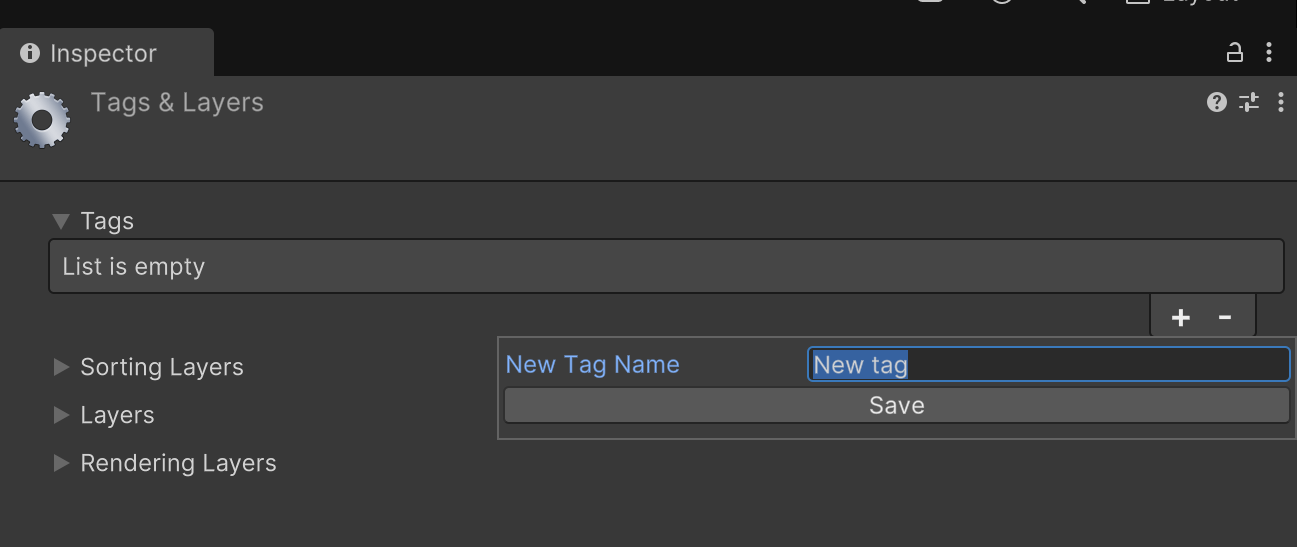 Inspector
Tags & Layers
Tags
List is empty
+ -
Sorting Layers
New Tag Name New tag
Save
Layers
Rendering Layers